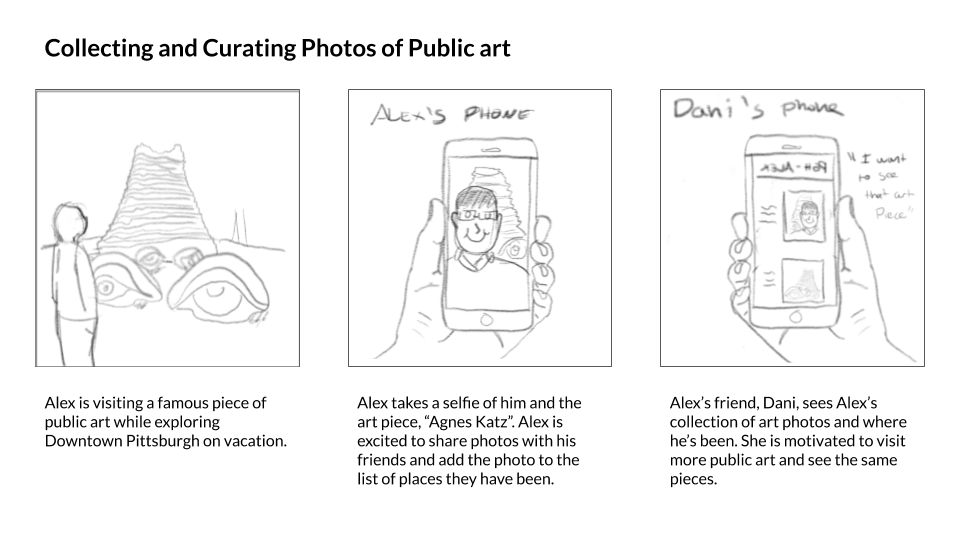 Collecting and Curating Photos of Public art
ALEX'S PHONE
Dani's phone
"I want
to see
that art
Piece"
Alex is visiting a famous piece of
public art while exploring
Downtown Pittsburgh on vacation.
Alex takes a selfie of him and the
art piece, “Agnes Katz”. Alex is
excited to share photos with his
friends and add the photo to the
list of places they have been.
Alex’s friend, Dani, sees Alex’s
collection of art photos and where
he’s been. She is motivated to visit
more public art and see the same
pieces.